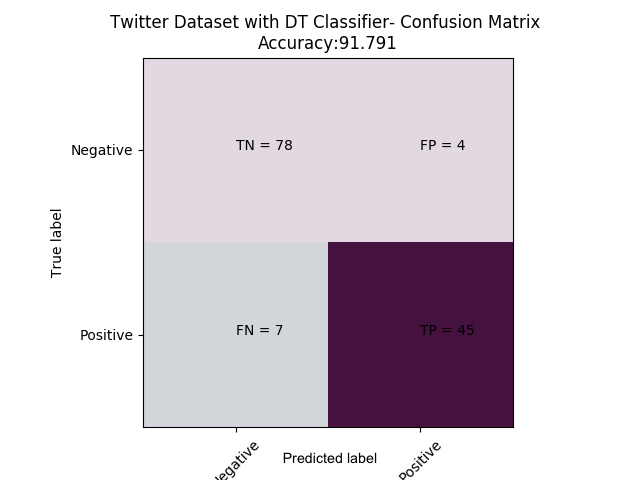 Twitter Dataset with DT Classifier- Confusion Matrix
Accuracy:91.791
Negative
TN = 78
FP = 4
True label
Positive
FN = 7
TP = 45
egative
Predicted label
Positive